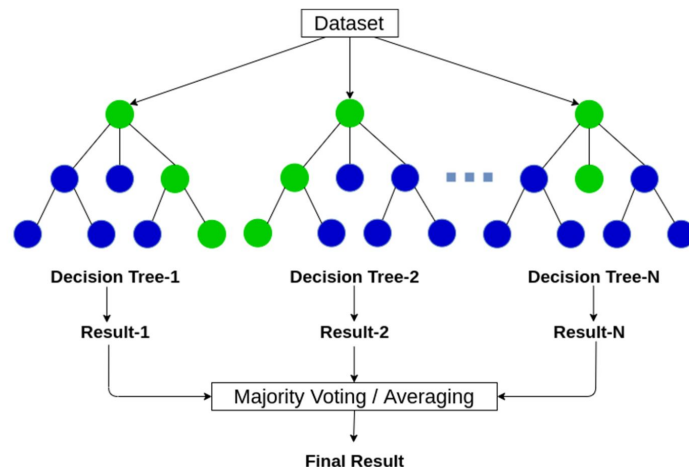 Dataset
Decision Tree-1
Decision Tree-2
Decision Tree-N
Result-1
Result-2
Result-N
Majority Voting / Averaging
Final Result